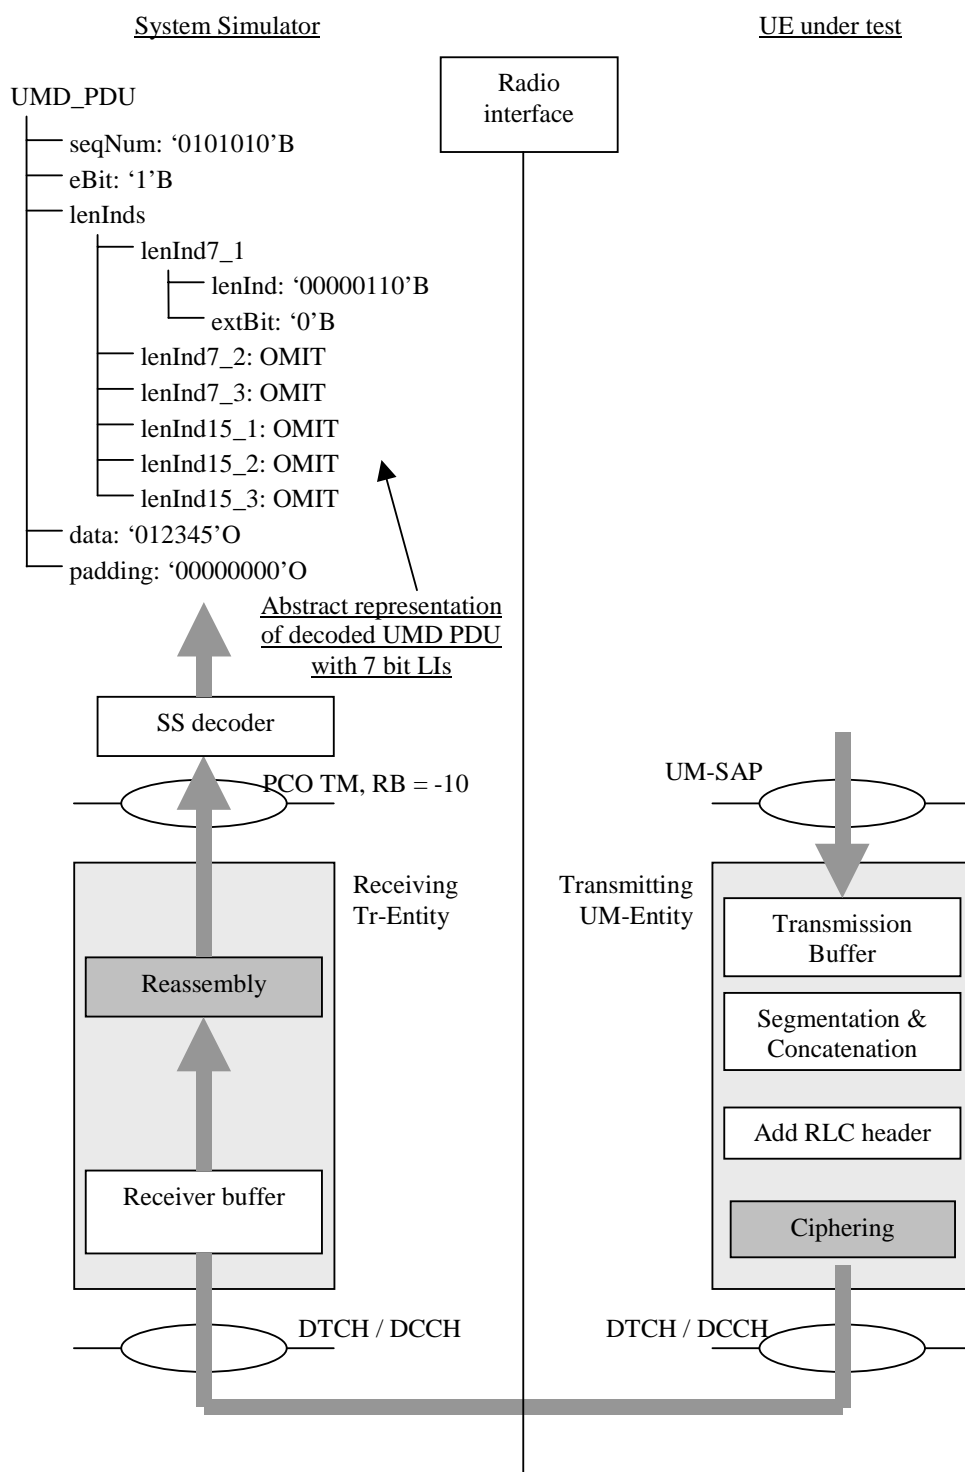 System Simulator
UE under test
Radio
interface
UMD_PDU
seqNum: ‘0101010’B
eBit: ‘1’B
lenInds
lenInd7_1
lenInd: ‘00000110’B
extBit: ‘0’B
lenInd7_2: OMIT
lenInd7_3: OMIT
lenInd15_1: OMIT
lenInd15_2: OMIT
lenInd15_3: OMIT
data: ‘012345’O
padding: ‘00000000’O
Abstract representation
of decoded UMD PDU
with 7 bit LIs
SS decoder
PCO TM, RB = -10
UM-SAP
Receiving
Tr-Entity
Transmitting
UM-Entity
Transmission
Buffer
Reassembly
Segmentation &
Concatenation
Add RLC header
Receiver buffer
Ciphering
DTCH / DCCH
DTCH / DCCH